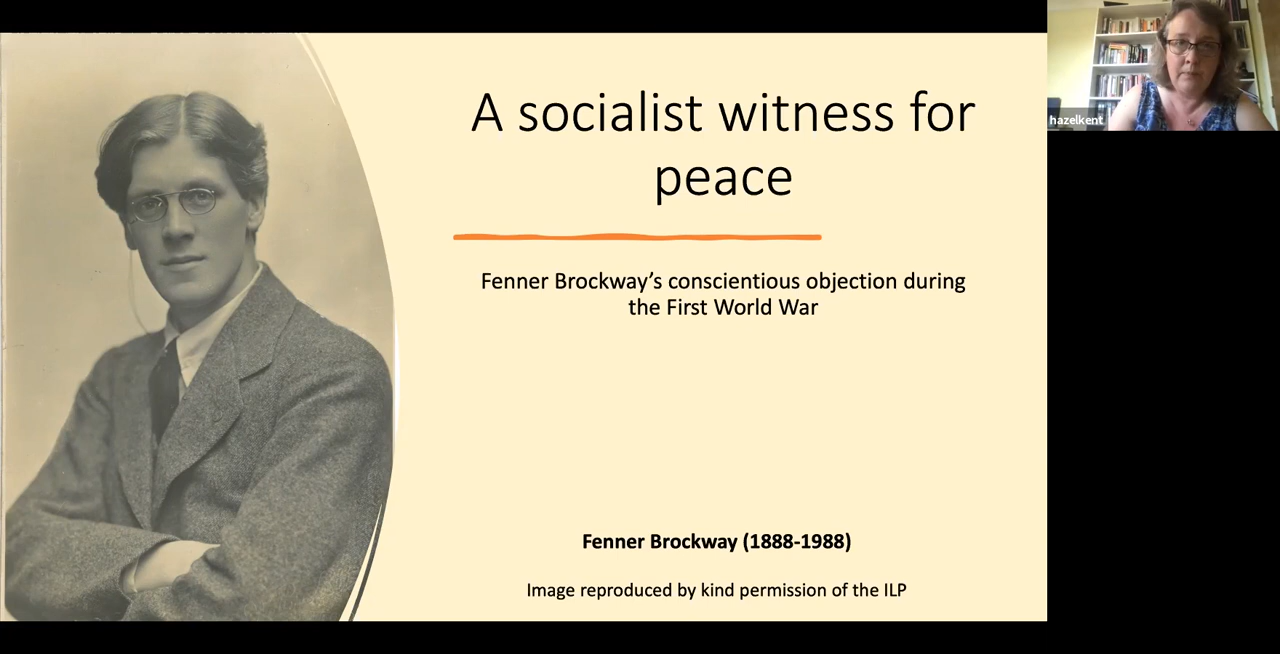 A socialist witness for
peace
Fenner Brockway’s conscientious objection during
the First World War
Fenner Brockway (1888-1988)
Image reproduced by kind permission of the ILP
hazelkent